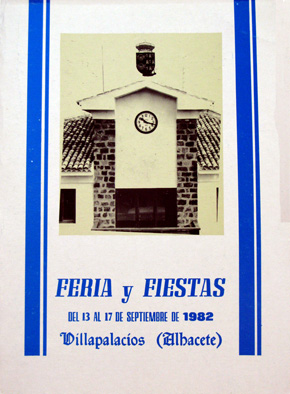 FERIA y FIESTAS
DEL 13 AL 17 DE SEPTIEMBRE DE 1982
Villapalacios (Albacete)